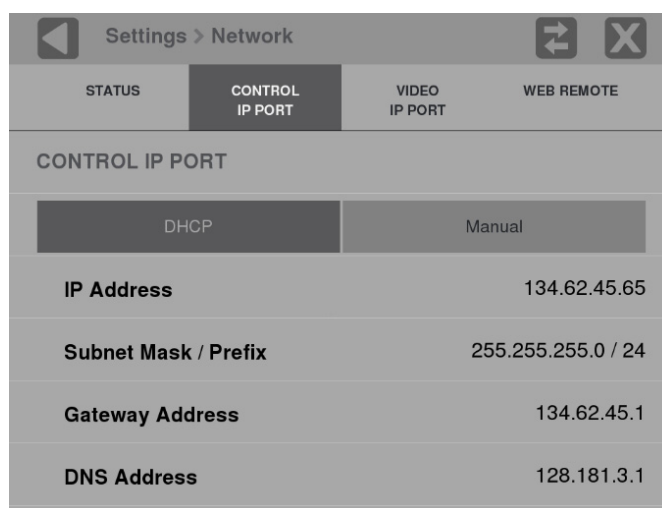 Settings > Network
STATUS
CONTROL
IP PORT
VIDEO
IP PORT
WEB REMOTE
CONTROL IP PORT
DHCP
Manual
IP Address 134.62.45.65
Subnet Mask / Prefix 255.255.255.0 / 24
Gateway Address 134.62.45.1
DNS Address 128.181.3.1